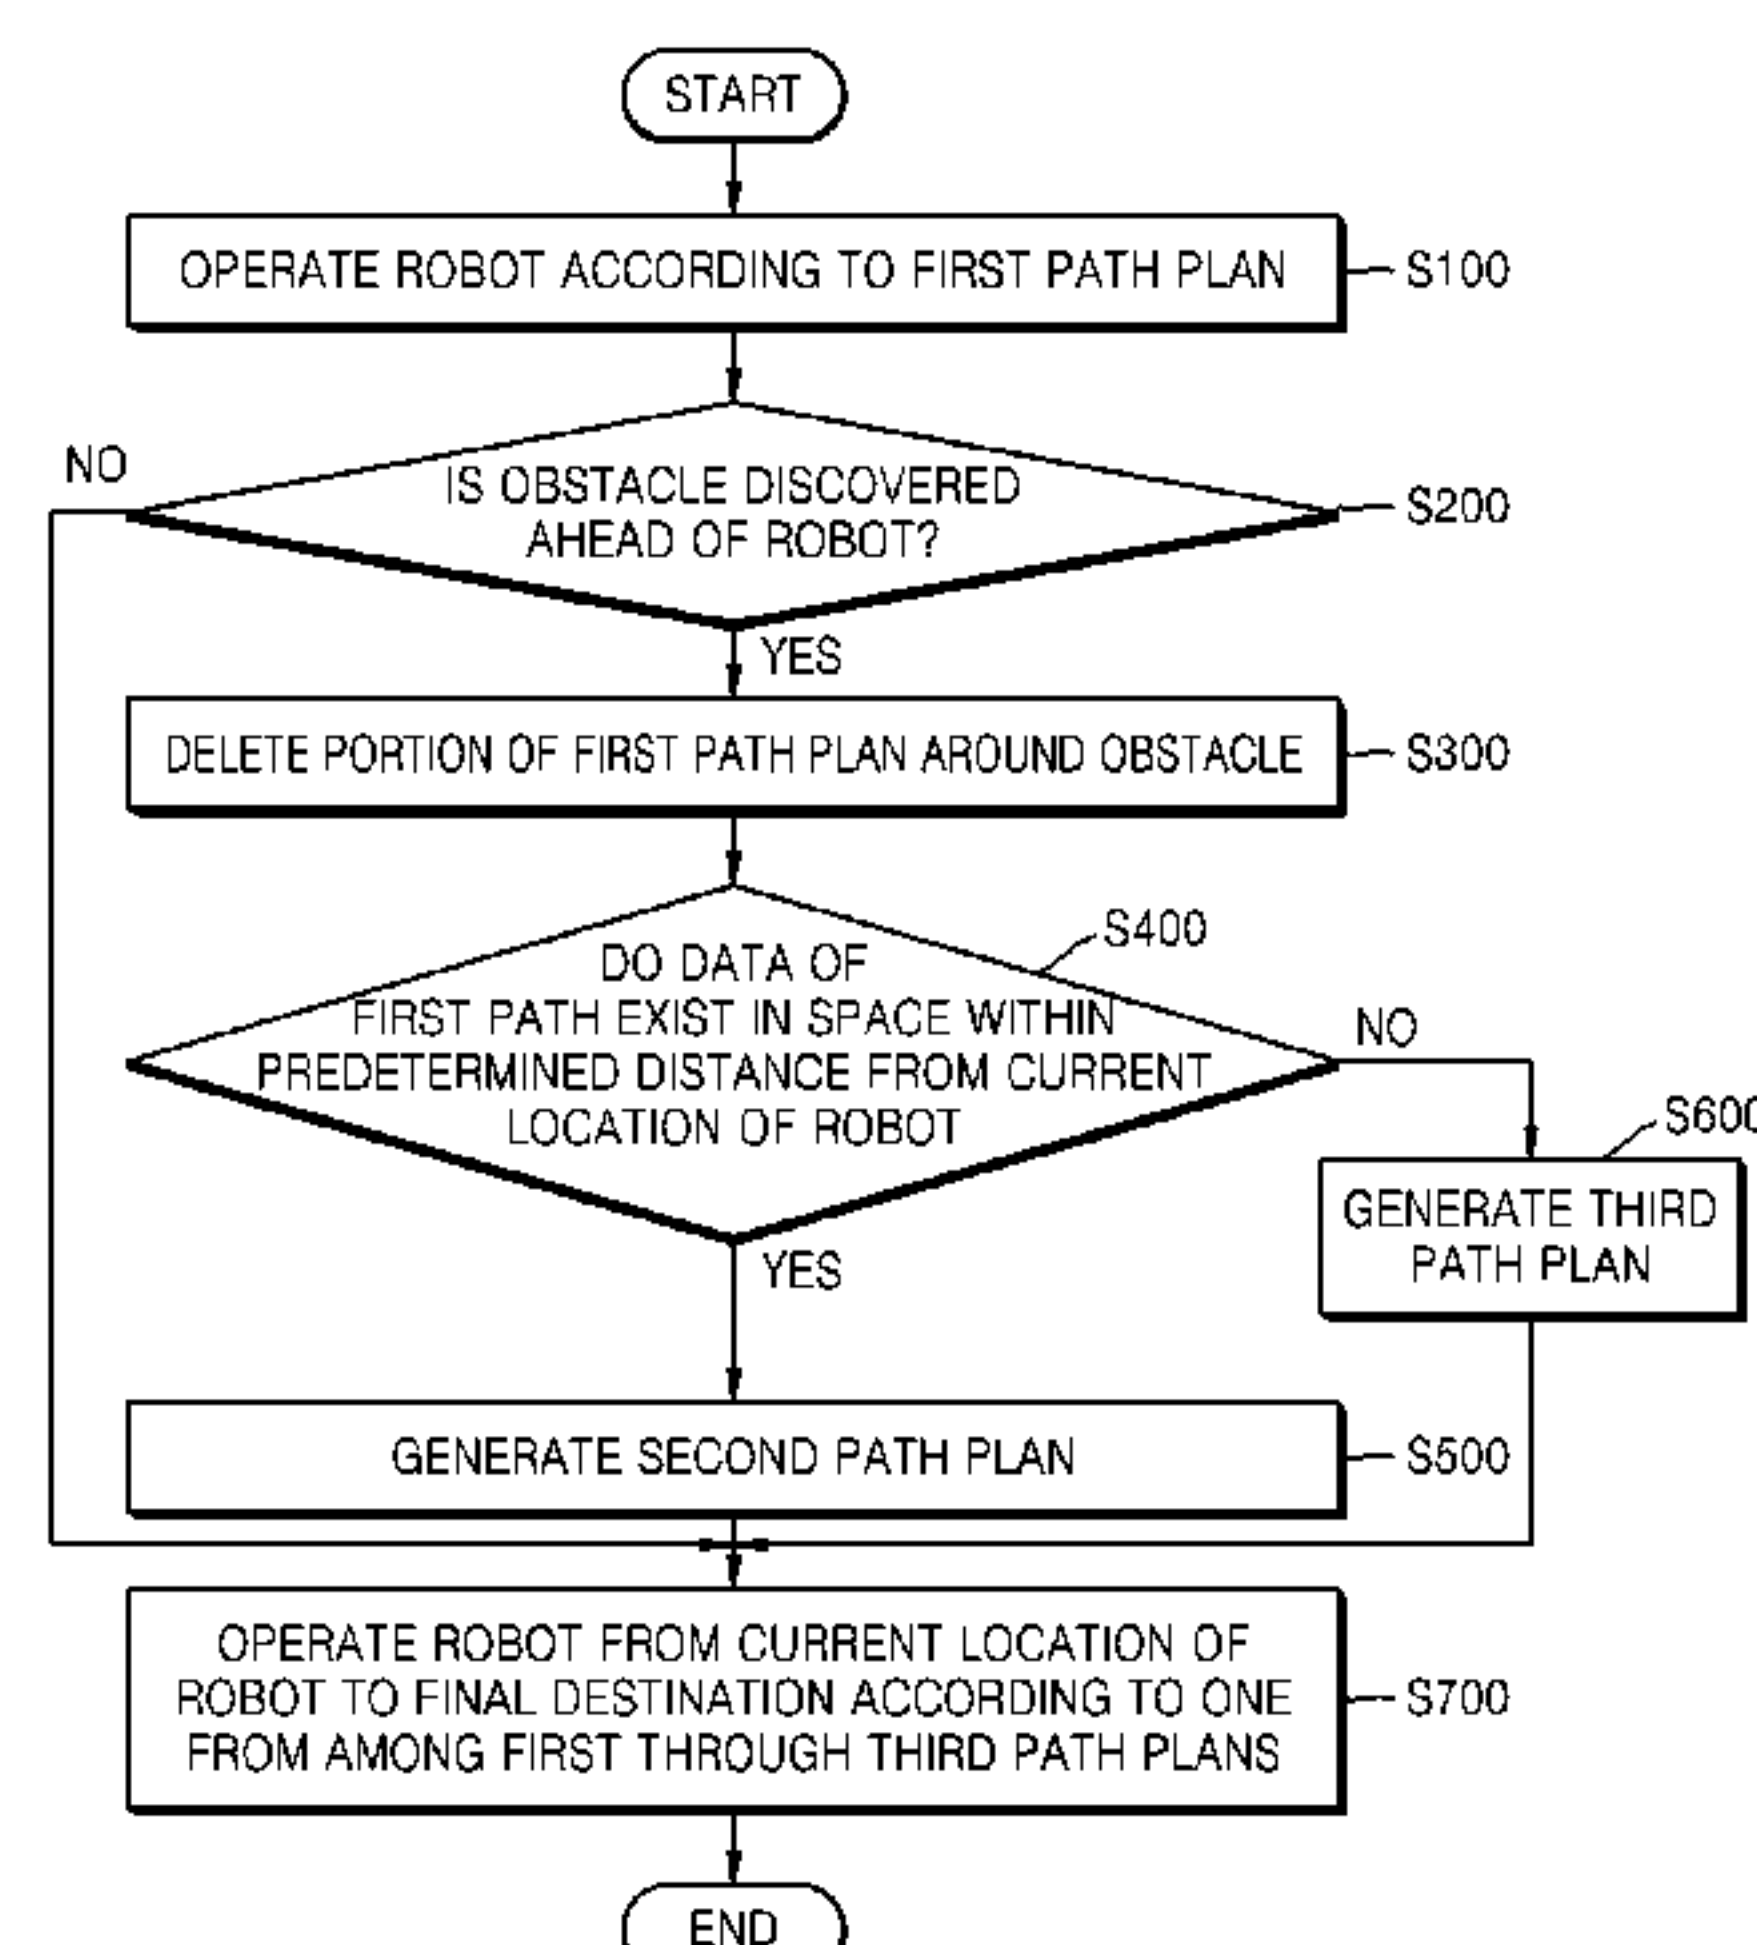 START
OPERATE ROBOT ACCORDING TO FIRST PATH PLAN
S100
NO
IS OBSTACLE DISCOVERED
AHEAD OF ROBOT?
S200
YES
DELETE PORTION OF FIRST PATH PLAN AROUND OBSTACLE
S300
S400
DO DATA OF
FIRST PATH EXIST IN SPACE WITHIN
PREDETERMINED DISTANCE FROM CURRENT
LOCATION OF ROBOT
NO
S600
GENERATE THIRD
PATH PLAN
YES
GENERATE SECOND PATH PLAN
S500
OPERATE ROBOT FROM CURRENT LOCATION OF
ROBOT TO FINAL DESTINATION ACCORDING TO ONE
FROM AMONG FIRST THROUGH THIRD PATH PLANS
S700
END